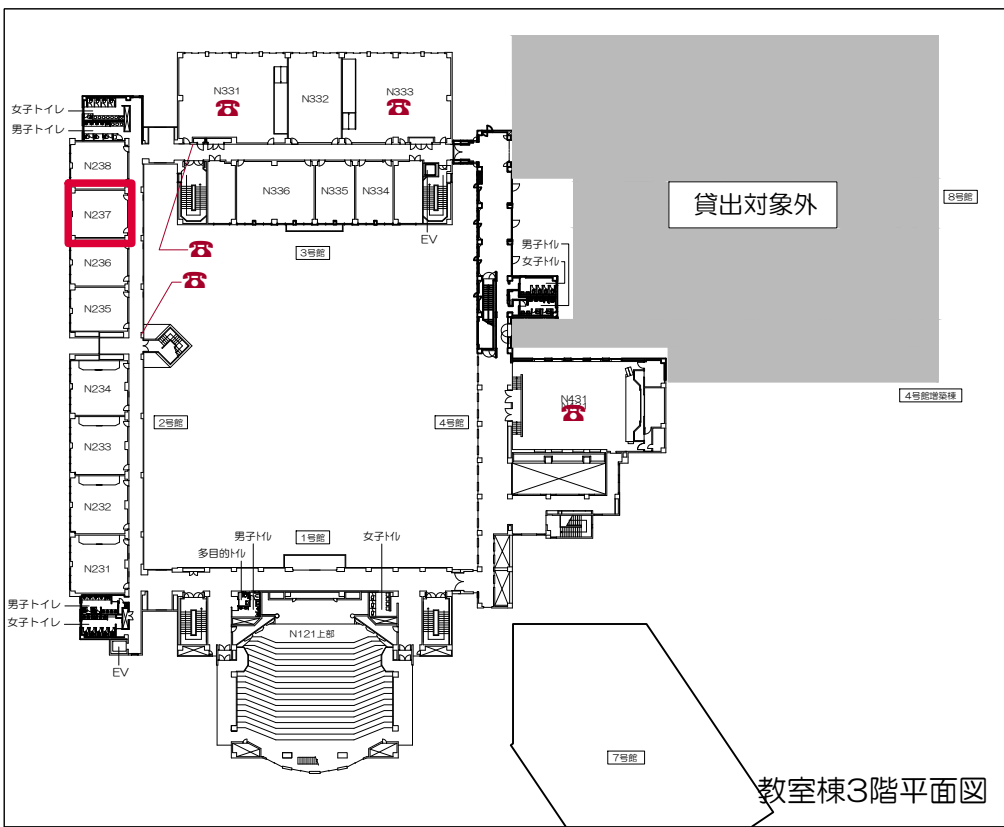 N331
N332
N333
女子トイレ
男子トイレ
N238
N336
N335
N334
貸出対象外
8号館
N237
EV
3号館
男子トイレ
女子トイレ
N236
N235
N234
N431
4号館増築棟
2号館
4号館
N233
N232
N231
男子トイレ
1号館
女子トイレ
多目的トイレ
男子トイレ
女子トイレ
N121上部
EV
7号館
教室棟3階平面図